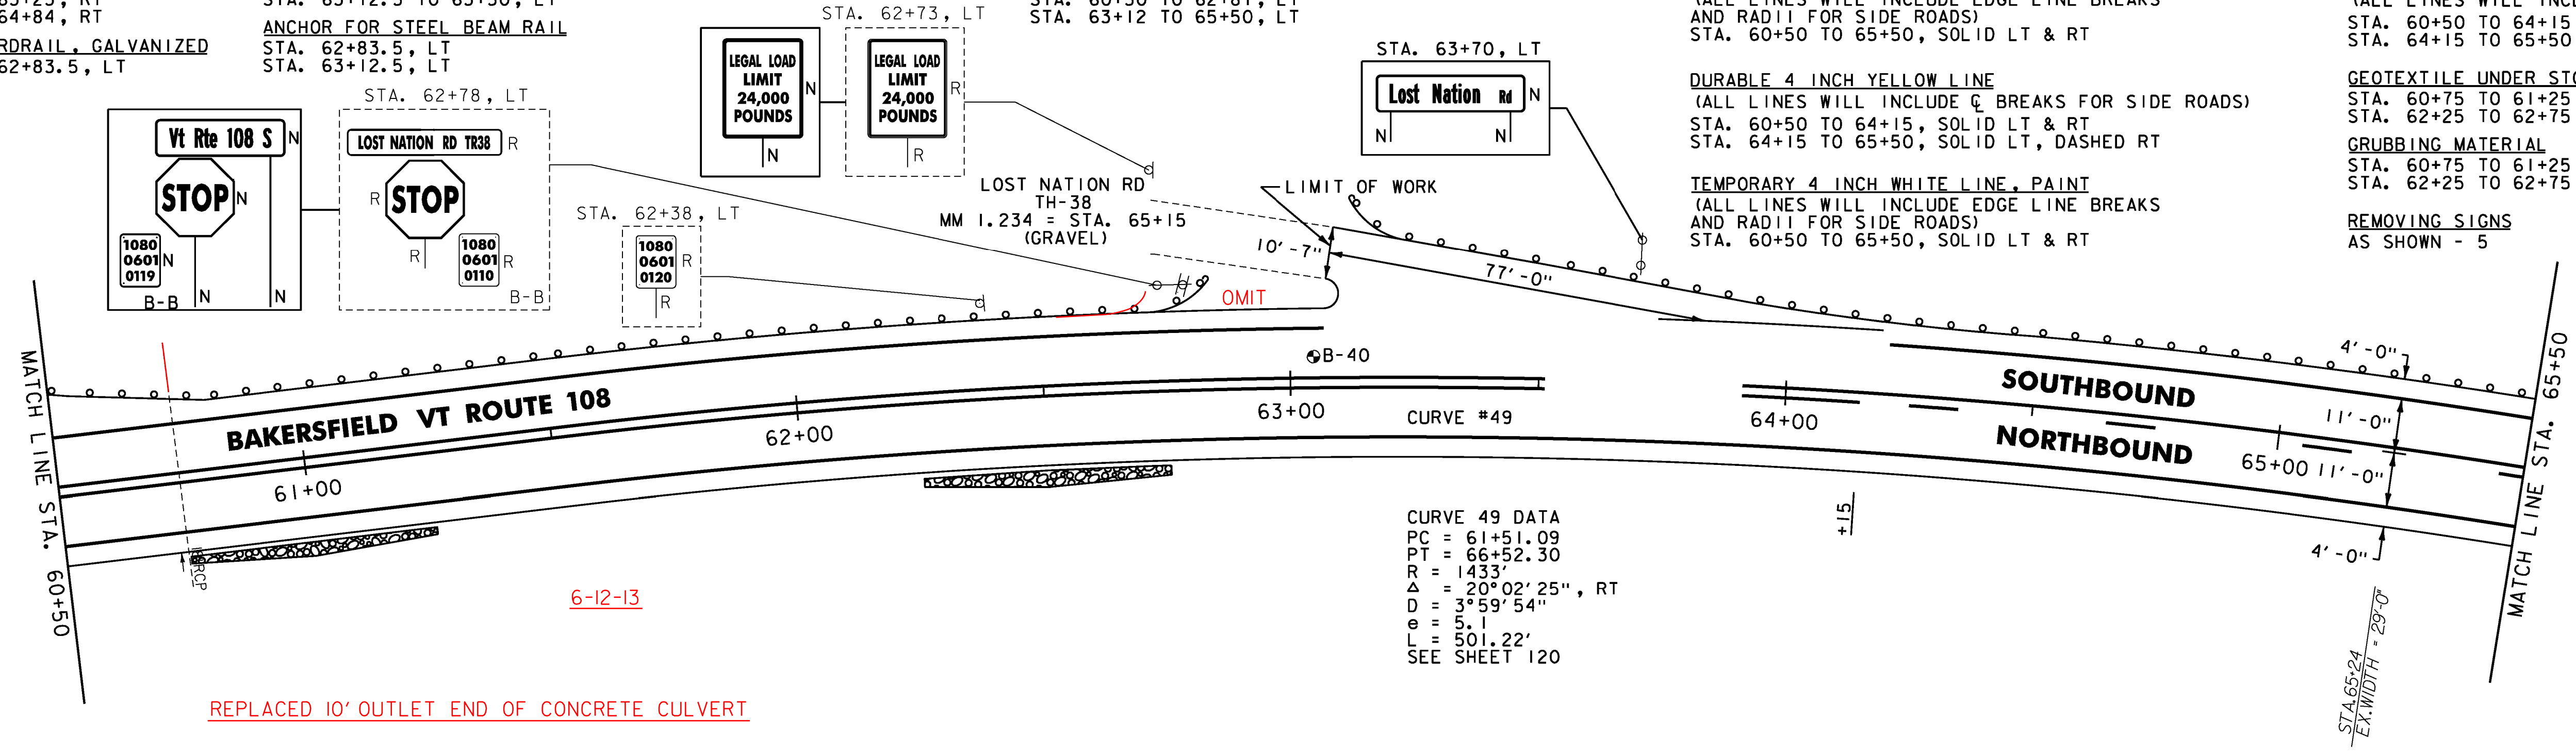 64+84, RT
RDRAIL, GALVANIZED
62+83.5, LT
STA. 63+12.5 TO 65+50, LT
ANCHOR FOR STEEL BEAM RAIL
STA. 62+83.5, LT
STA. 63+12.5, LT
STA. 62+73, LT
LEGAL LOAD
LIMIT
24,000
POUNDS
N
N
LEGAL LOAD
LIMIT
24,000
POUNDS
R
R
STA. 63+12 TO 65+50, LT
STA. 63+70, LT
Lost Nation Rd
N
N
N
(ALL LINES WILL INCLUDE EDGE LINE BREAKS
AND RADII FOR SIDE ROADS)
STA. 60+50 TO 65+50, SOLID LT & RT
DURABLE 4 INCH YELLOW LINE
(ALL LINES WILL INCLUDE ℄ BREAKS FOR SIDE ROADS)
STA. 60+50 TO 64+15, SOLID LT & RT
STA. 64+15 TO 65+50, SOLID LT, DASHED RT
TEMPORARY 4 INCH WHITE LINE, PAINT
(ALL LINES WILL INCLUDE EDGE LINE BREAKS
AND RADII FOR SIDE ROADS)
STA. 60+50 TO 65+50, SOLID LT & RT
STA. 60+50 TO 64+15
STA. 64+15 TO 65+50
GEOTEXTILE UNDER STO
STA. 60+75 TO 61+25
STA. 62+25 TO 62+75
GRUBBING MATERIAL
STA. 60+75 TO 61+25
STA. 62+25 TO 62+75
REMOVING SIGNS
AS SHOWN - 5
STA. 62+78, LT
Vt Rte 108 S
N
STOP
N
1080
0601
0119
N
B-B
N
N
LOST NATION RD TR38
R
R
STOP
R
1080
0601
0110
R
B-B
STA. 62+38, LT
1080
0601
0120
R
R
LOST NATION RD
TH-38
MM 1.234 = STA. 65+15
(GRAVEL)
LIMIT OF WORK
10'-7"
77'-0"
OMIT
B-40
MATCH LINE STA. 60+50
BAKERSFIELD VT ROUTE 108
61+00
62+00
63+00
CURVE #49
64+00
SOUTHBOUND
NORTHBOUND
65+00
4'-0"
11'-0"
11'-0"
4'-0"
MATCH LINE STA. 65+50
+15
CURVE 49 DATA
PC = 61+51.09
PT = 66+52.30
R = 1433'
Δ = 20°02'25", RT
D = 3°59'54"
e = 5.1
L = 501.22'
SEE SHEET 120
6-12-13
REPLACED 10' OUTLET END OF CONCRETE CULVERT
STA.65+24
EX.WIDTH = 29'-0"